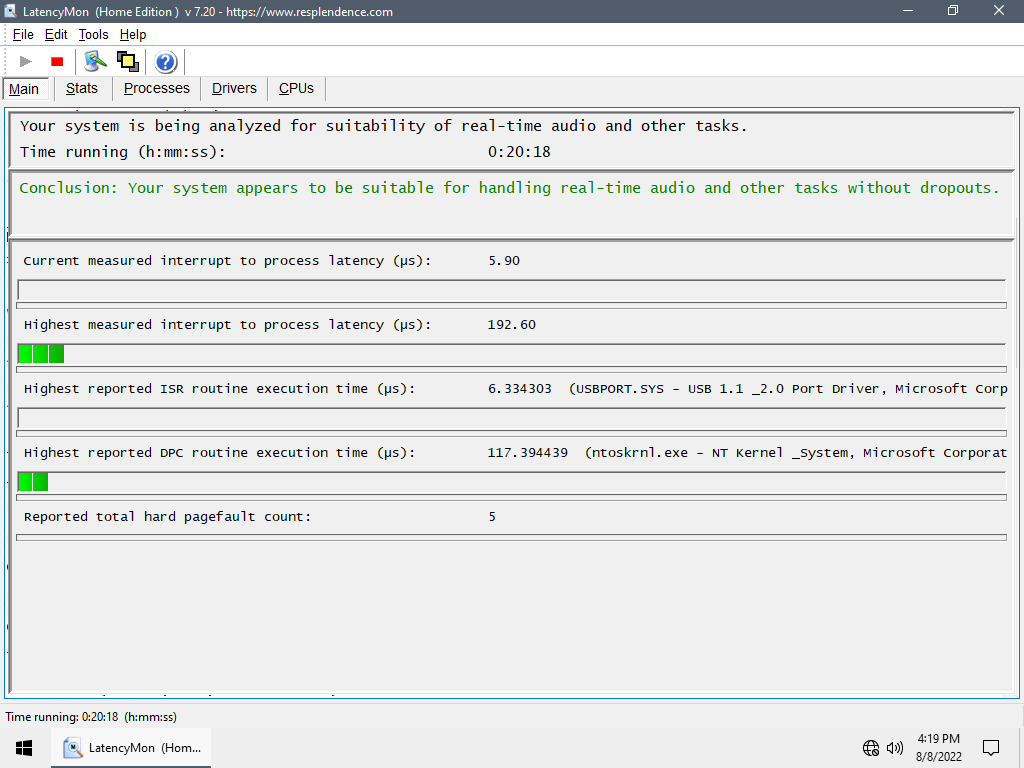 LatencyMon (Home Edition ) v 7.20 - https://www.resplendence.com
File Edit Tools Help
Main Stats Processes Drivers CPUs
Your system is being analyzed for suitability of real-time audio and other tasks.
Time running (h:mm:ss): 0:20:18
Conclusion: Your system appears to be suitable for handling real-time audio and other tasks without dropouts.
Current measured interrupt to process latency (µs): 5.90
Highest measured interrupt to process latency (µs): 192.60
Highest reported ISR routine execution time (µs): 6.334303 (USBPORT.SYS - USB 1.1 _2.0 Port Driver, Microsoft Corp
Highest reported DPC routine execution time (µs): 117.394439 (ntoskrnl.exe - NT Kernel _System, Microsoft Corporat
Reported total hard pagefault count: 5
Time running: 0:20:18 (h:mm:ss)
LatencyMon (Hom...
4:19 PM
8/8/2022